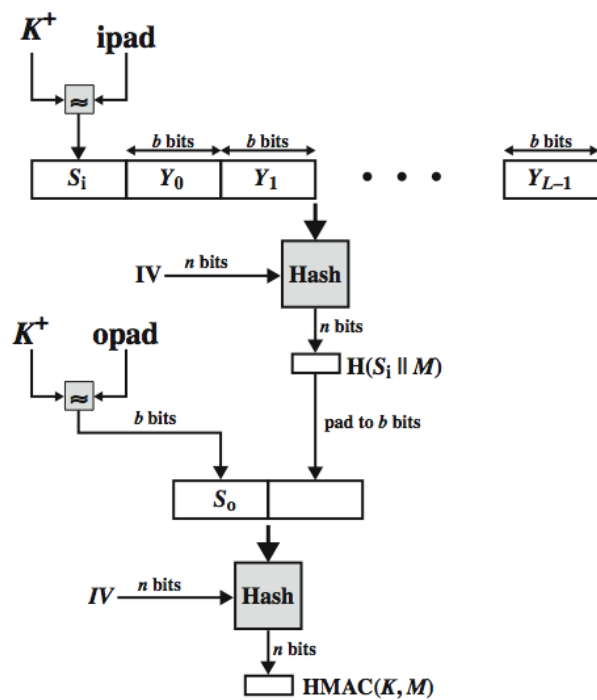 K+ ipad
≈
b bits b bits b bits
Si Y0 Y1 • • • YL–1
IV n bits Hash
n bits
K+ opad
H(Si || M)
≈
b bits
pad to b bits
So
IV n bits Hash
n bits
HMAC(K, M)